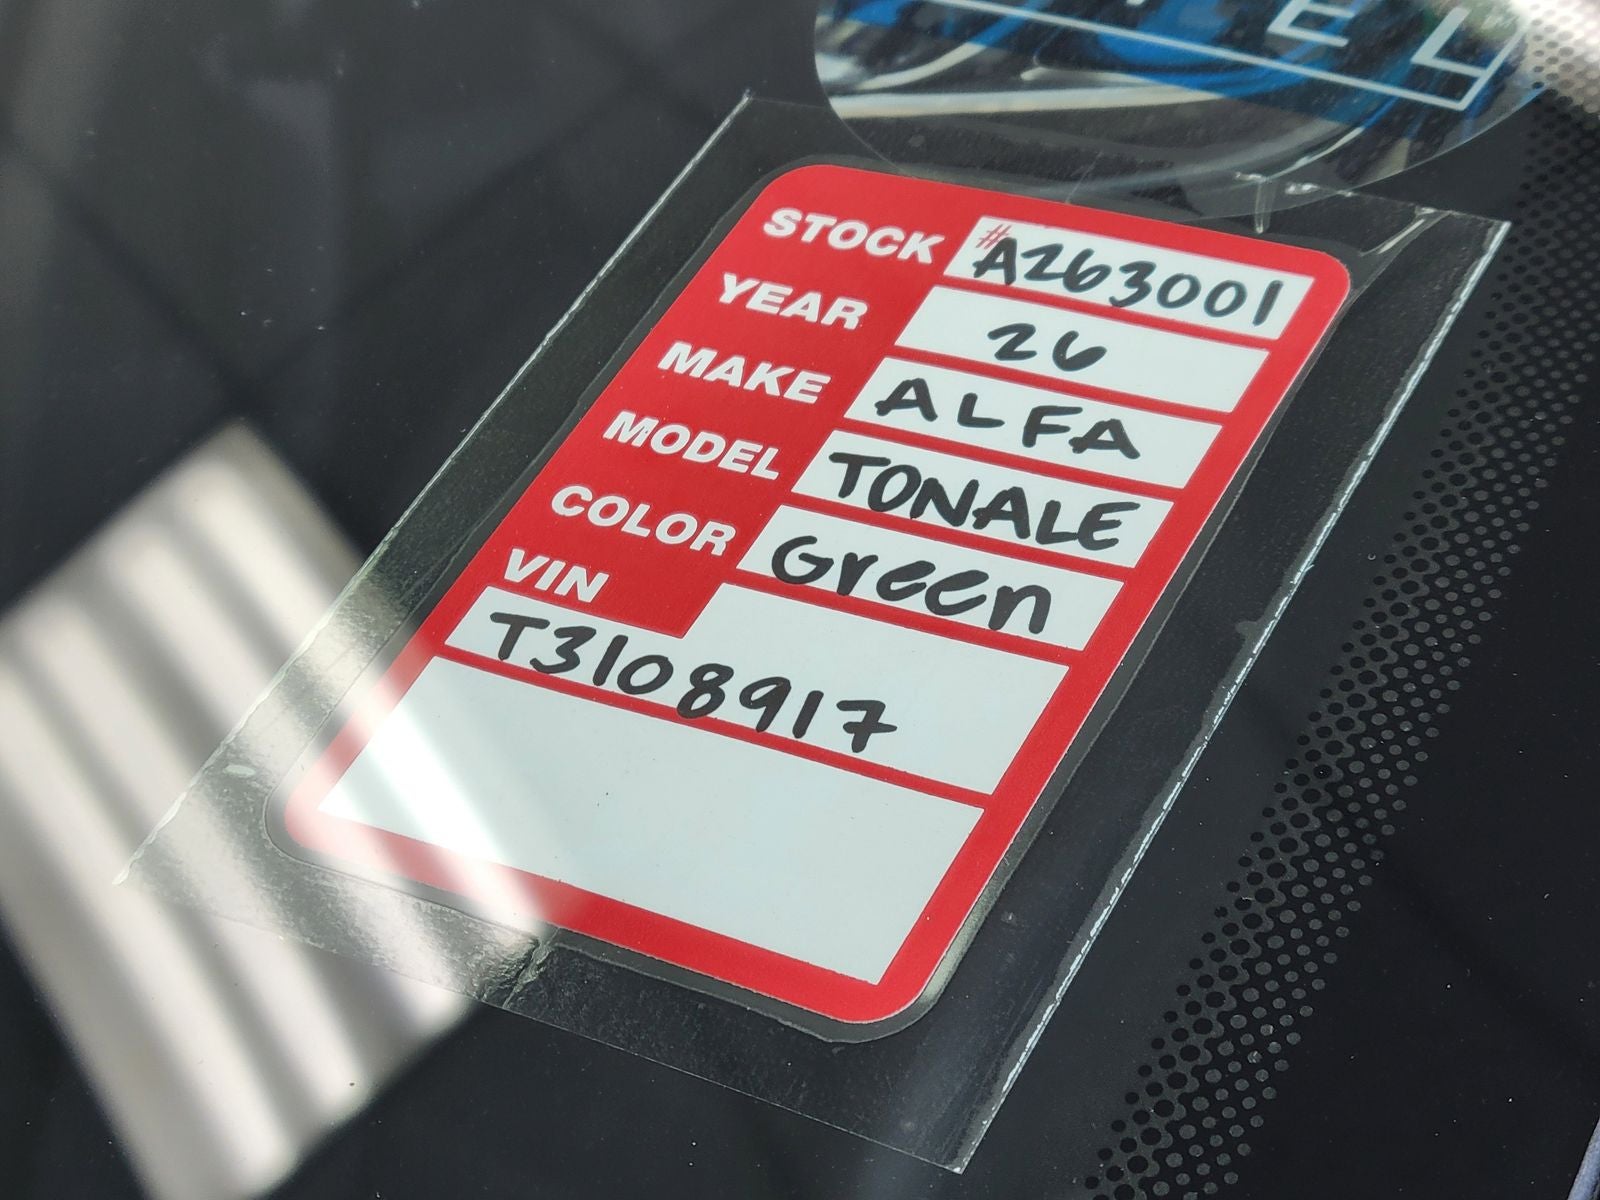 STOCK #A263001
YEAR 26
MAKE ALFA
MODEL TONALE
COLOR Green
VIN
T3108917